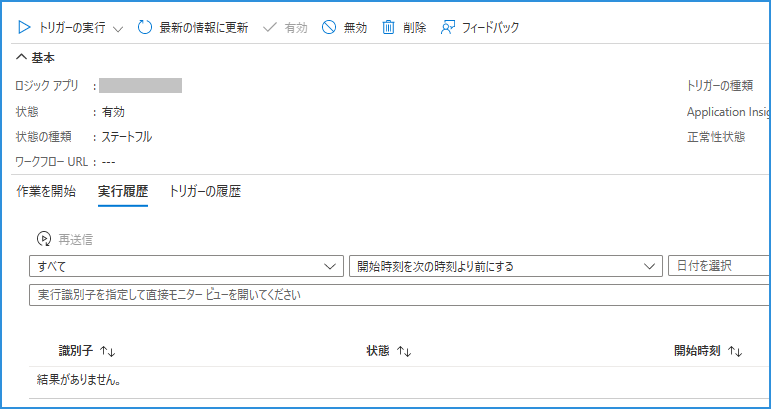 トリガーの実行 最新の情報に更新 有効 無効 削除 フィードバック
基本
ロジック アプリ : トリガーの種類
状態 : 有効 Application Insig
状態の種類 : ステートフル 正常性状態
ワークフロー URL : ---
作業を開始 実行履歴 トリガーの履歴
再送信
すべて 開始時刻を次の時刻より前にする 日付を選択
実行識別子を指定して直接モニター ビューを開いてください
識別子 ↑↓ 状態 ↑↓ 開始時刻 ↑↓
結果がありません。